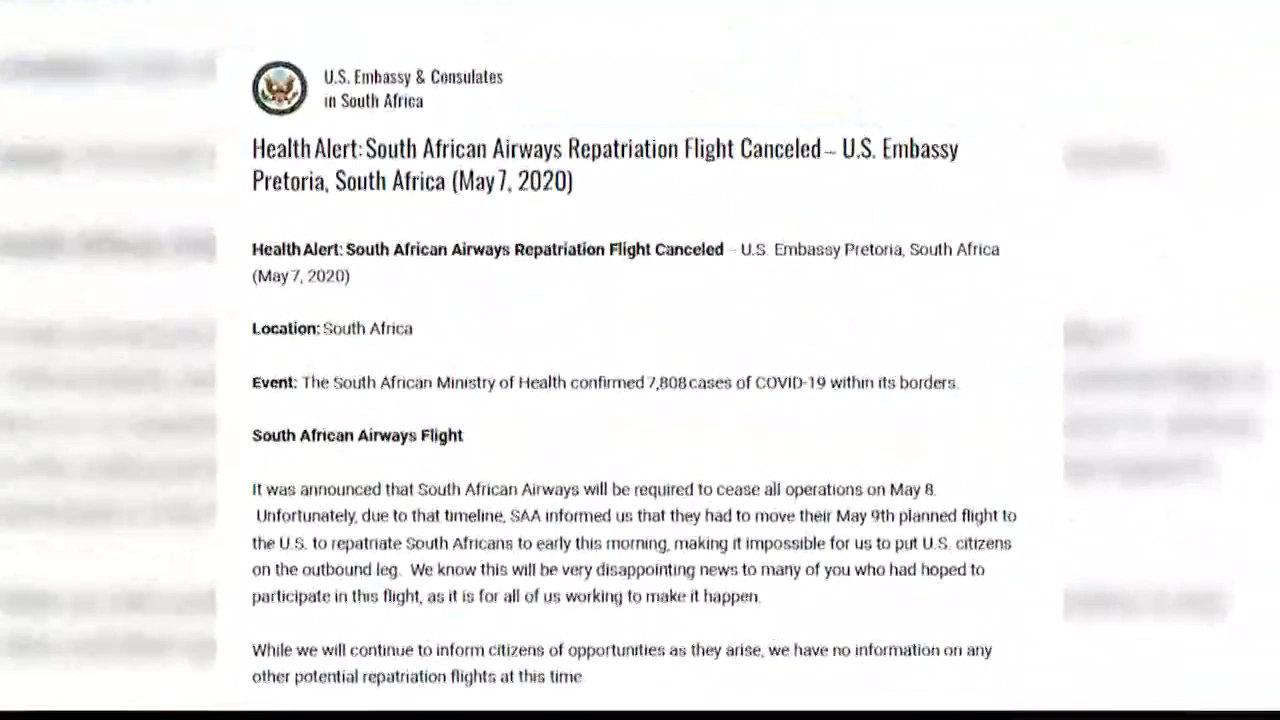 U.S. Embassy & Consulates
in South Africa
Health Alert: South African Airways Repatriation Flight Canceled – U.S. Embassy
Pretoria, South Africa (May 7, 2020)
Health Alert: South African Airways Repatriation Flight Canceled – U.S. Embassy Pretoria, South Africa
(May 7, 2020)
Location: South Africa
Event: The South African Ministry of Health confirmed 7,808 cases of COVID-19 within its borders.
South African Airways Flight
It was announced that South African Airways will be required to cease all operations on May 8.
Unfortunately, due to that timeline, SAA informed us that they had to move their May 9th planned flight to
the U.S. to repatriate South Africans to early this morning, making it impossible for us to put U.S. citizens
on the outbound leg. We know this will be very disappointing news to many of you who had hoped to
participate in this flight, as it is for all of us working to make it happen.
While we will continue to inform citizens of opportunities as they arise, we have no information on any
other potential repatriation flights at this time